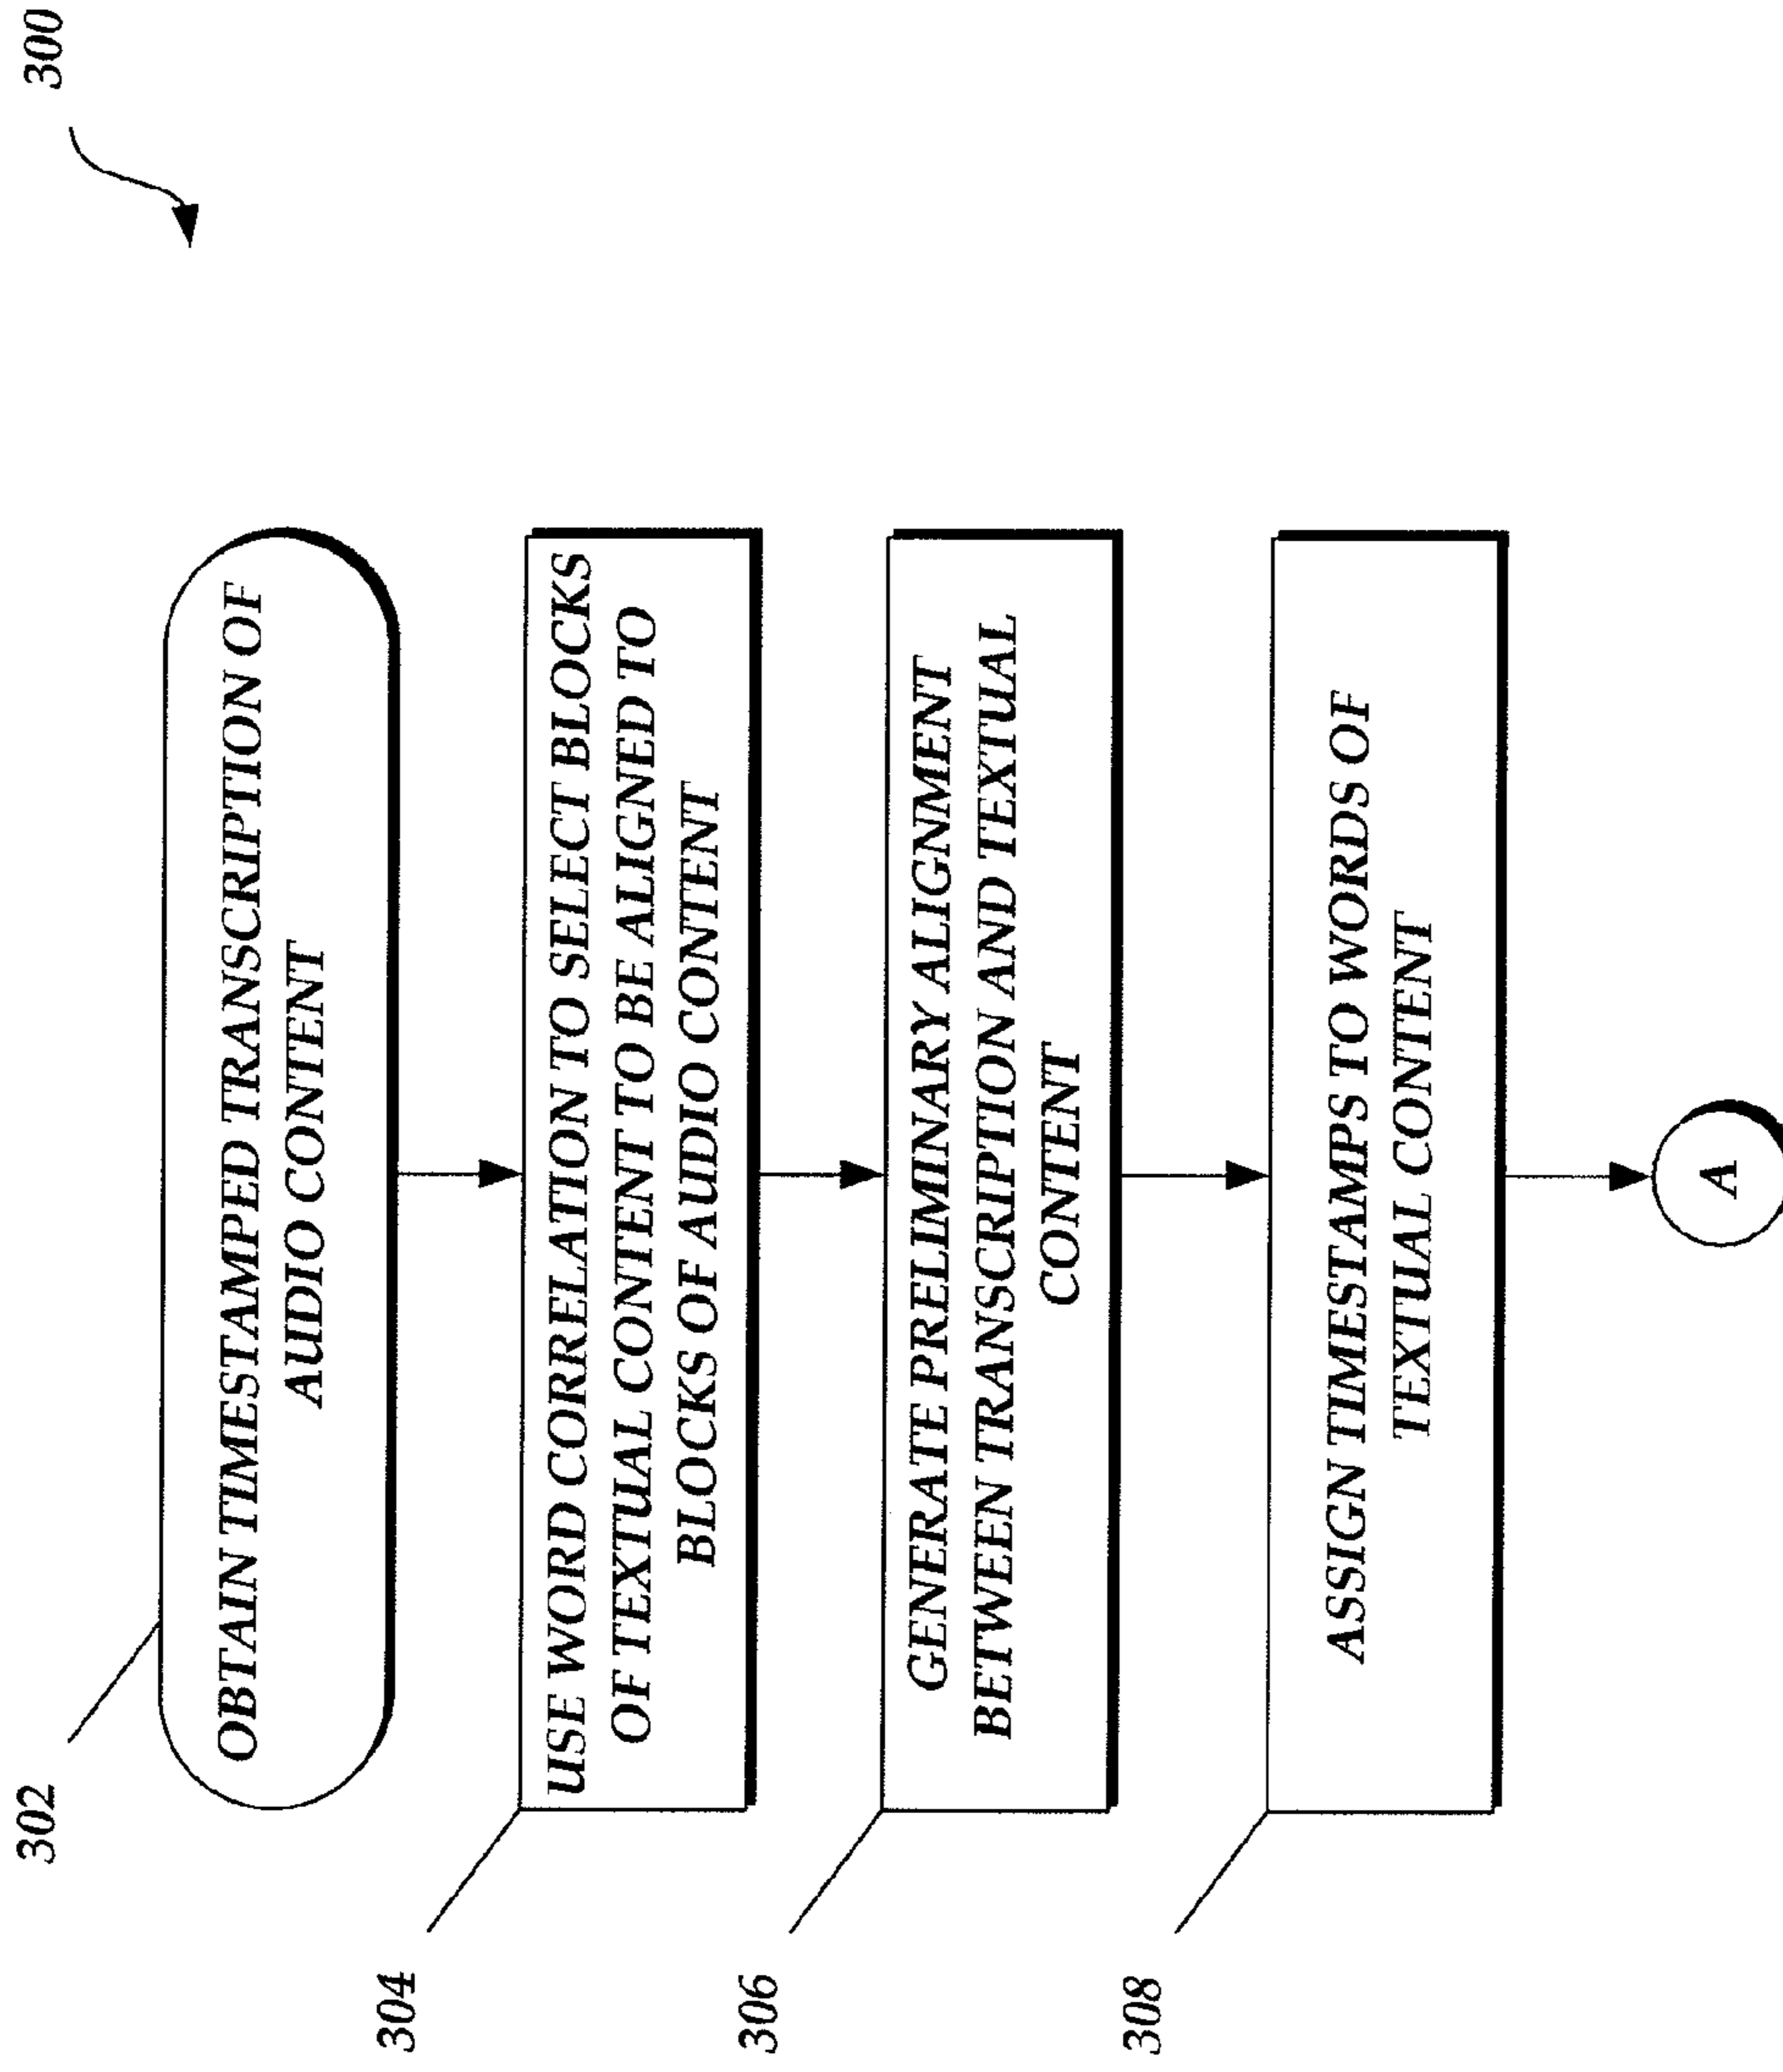 300
302
OBTAIN TIMESTAMPED TRANSCRIPTION OF
AUDIO CONTENT
304
USE WORD CORRELATION TO SELECT BLOCKS
OF TEXTUAL CONTENT TO BE ALIGNED TO
BLOCKS OF AUDIO CONTENT
306
GENERATE PRELIMINARY ALIGNMENT
BETWEEN TRANSCRIPTION AND TEXTUAL
CONTENT
308
ASSIGN TIMESTAMPS TO WORDS OF
TEXTUAL CONTENT
A